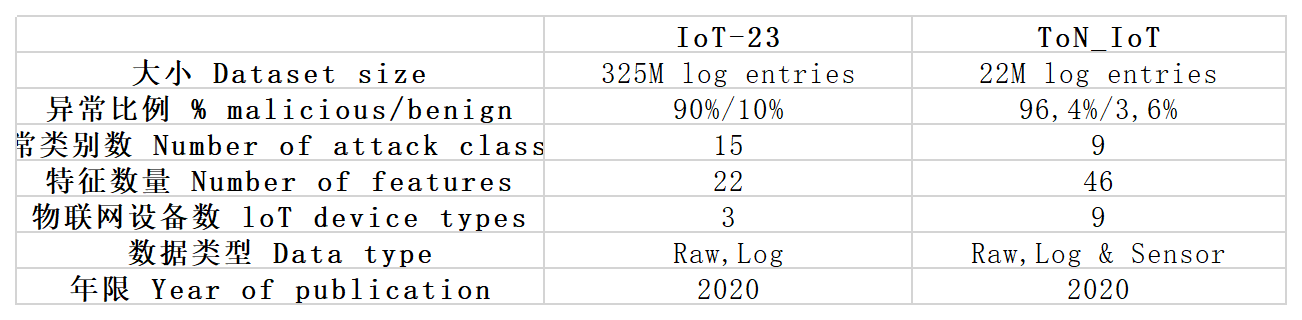 IoT-23 ToN_IoT
大小 Dataset size 325M log entries 22M log entries
异常比例 % malicious/benign 90%/10% 96,4%/3,6%
常类别数 Number of attack class 15 9
特征数量 Number of features 22 46
物联网设备数 loT device types 3 9
数据类型 Data type Raw,Log Raw,Log & Sensor
年限 Year of publication 2020 2020